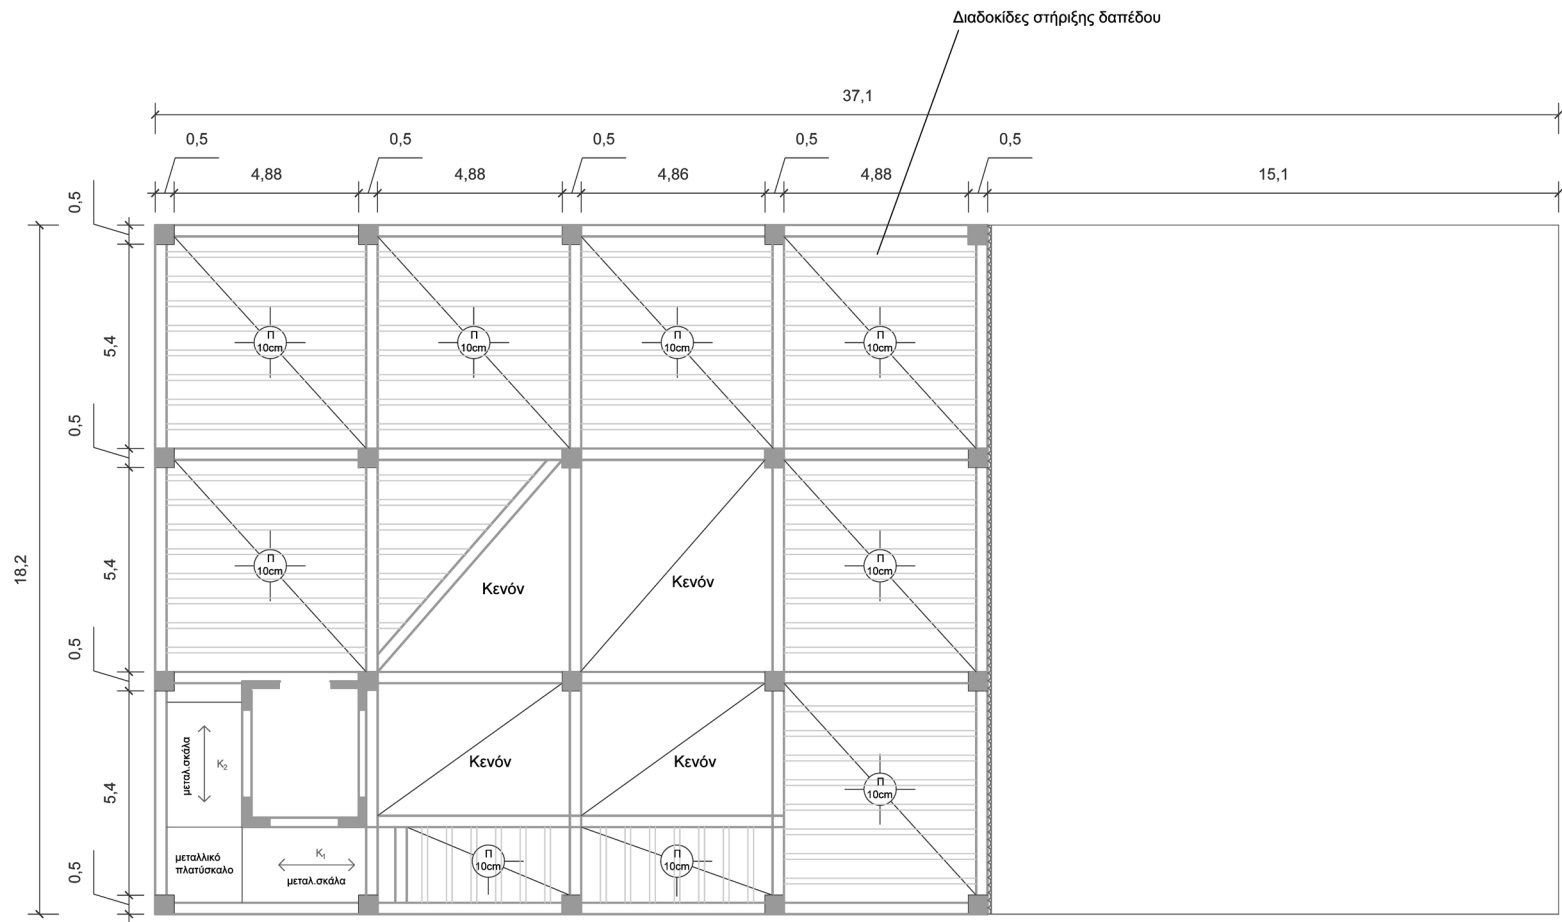 Διαδοκίδες στήριξης δαπέδου
37,1
0,5
0,5
0,5
0,5
0,5
4,88
4,88
4,86
4,88
15,1
0,5
5,4
Π
10cm
Π
10cm
Π
10cm
Π
10cm
0,5
18,2
5,4
Π
10cm
Κενόν
Κενόν
Π
10cm
0,5
5,4
μεταλ.σκάλα
K2
Κενόν
Κενόν
Π
10cm
μεταλλικό
πλατύσκαλο
K1
μεταλ.σκάλα
Π
10cm
Π
10cm
0,5